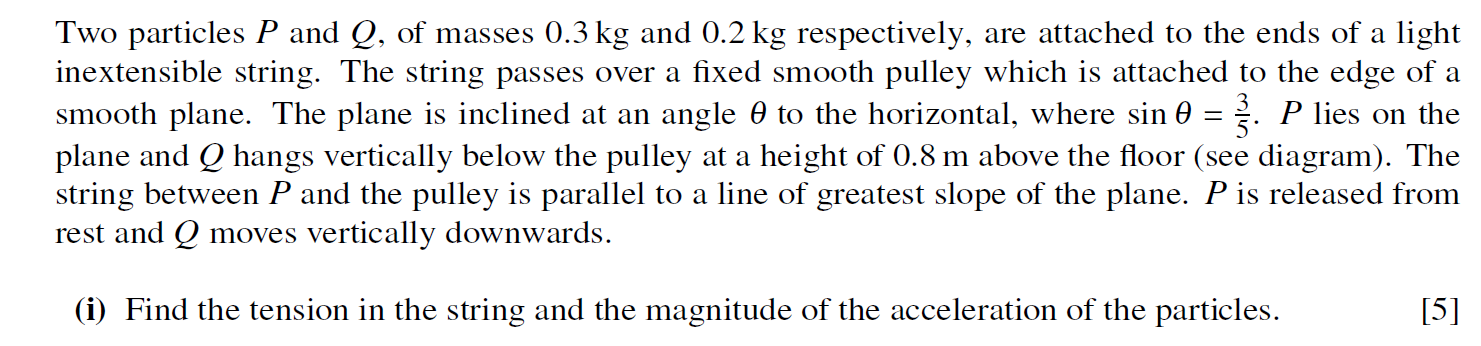 Two particles P and Q, of masses 0.3 kg and 0.2 kg respectively, are attached to the ends of a light
inextensible string. The string passes over a fixed smooth pulley which is attached to the edge of a
smooth plane. The plane is inclined at an angle θ to the horizontal, where sin θ = 3/5. P lies on the
plane and Q hangs vertically below the pulley at a height of 0.8 m above the floor (see diagram). The
string between P and the pulley is parallel to a line of greatest slope of the plane. P is released from
rest and Q moves vertically downwards.
(i) Find the tension in the string and the magnitude of the acceleration of the particles. [5]